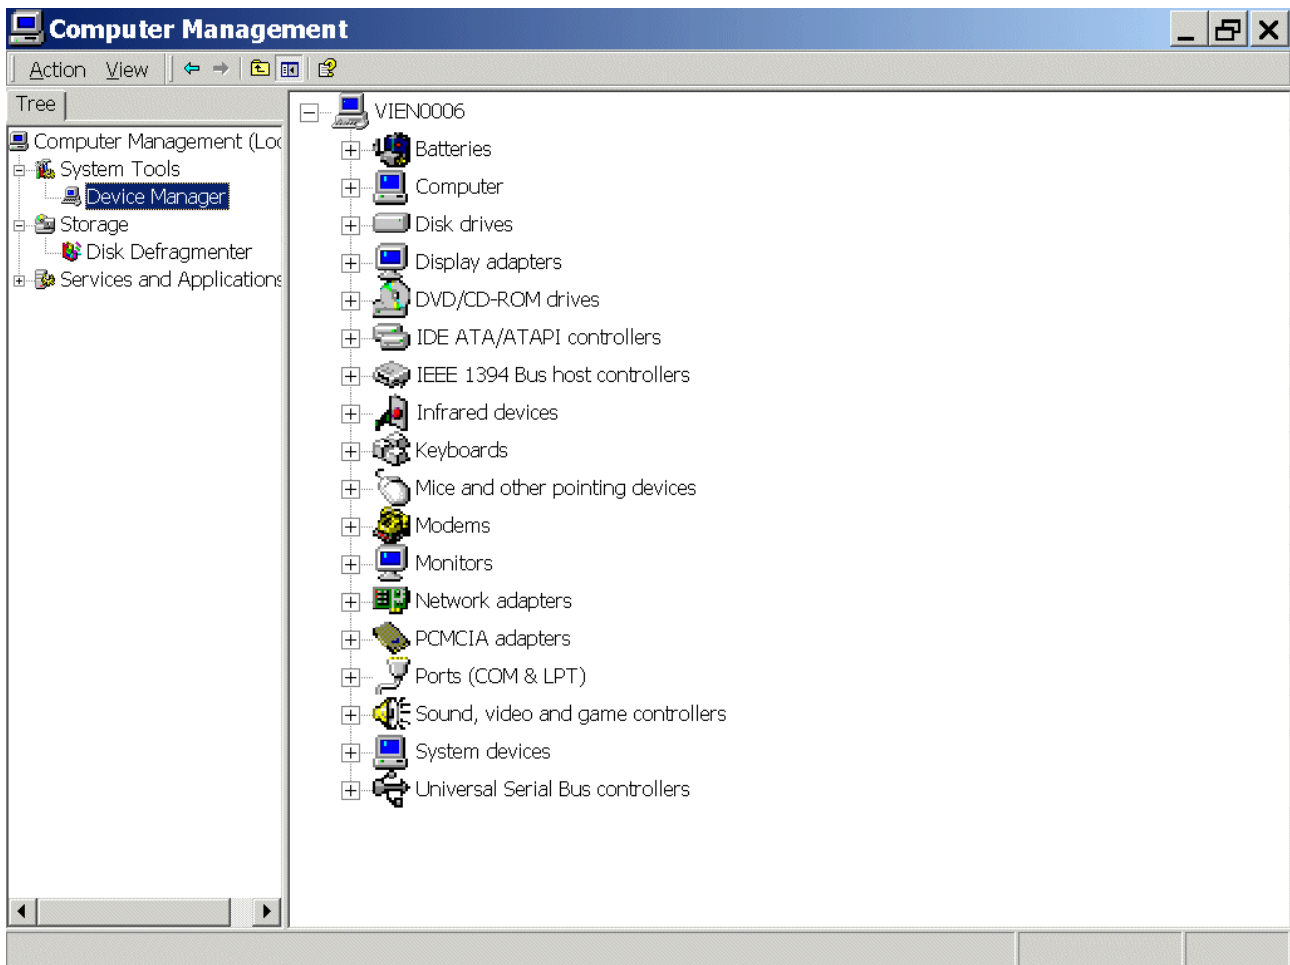 Computer Management
Action View
Tree
Computer Management (Loc
System Tools
Device Manager
Storage
Disk Defragmenter
Services and Applications
VIEN0006
Batteries
Computer
Disk drives
Display adapters
DVD/CD-ROM drives
IDE ATA/ATAPI controllers
IEEE 1394 Bus host controllers
Infrared devices
Keyboards
Mice and other pointing devices
Modems
Monitors
Network adapters
PCMCIA adapters
Ports (COM & LPT)
Sound, video and game controllers
System devices
Universal Serial Bus controllers